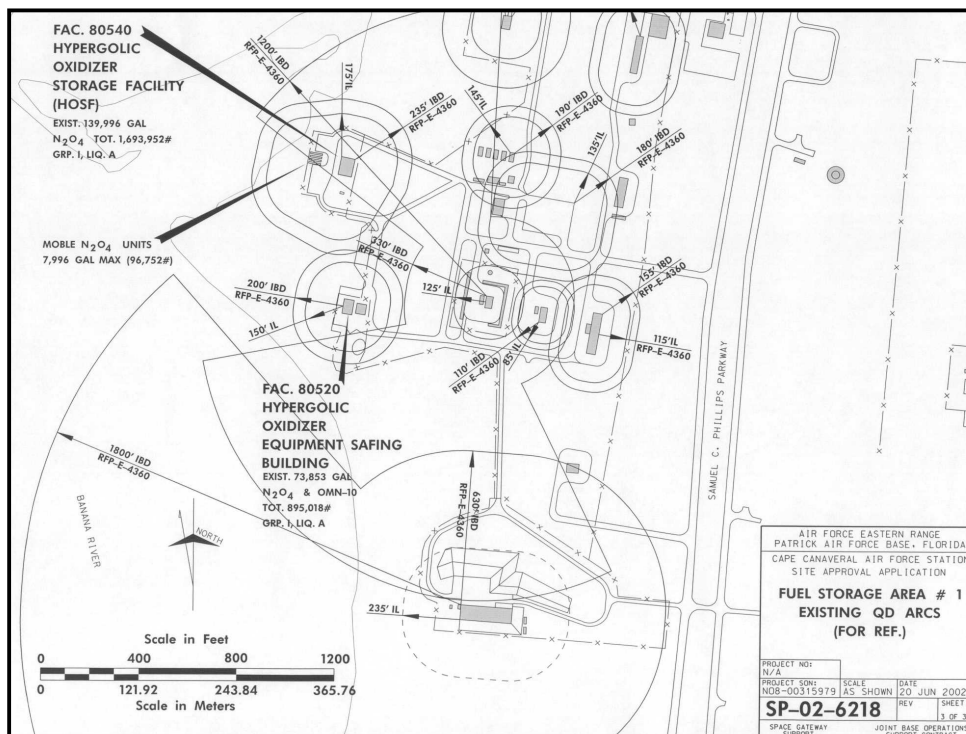 FAC. 80540
HYPERGOLIC
OXIDIZER
STORAGE FACILITY
(HOSF)
EXIST. 139,996 GAL
N2O4 TOT. 1,693,952#
GRP. I, LIQ. A
MOBLE N2O4 UNITS
7,996 GAL MAX (96,752#)
1200' IBD
RFP-E-4360
175' IL
235' IBD
RFP-E-4360
145' IL
190' IBD
RFP-E-4360
135' IL
180' IBD
RFP-E-4360
330' IBD
RFP-E-4360
125' IL
200' IBD
RFP-E-4360
150' IL
155' IBD
RFP-E-4360
115' IL
RFP-E-4360
110' IBD
RFP-E-4360
85' IL
FAC. 80520
HYPERGOLIC
OXIDIZER
EQUIPMENT SAFING
BUILDING
EXIST. 73,853 GAL
N2O4 & OMN-10
TOT. 895,018#
GRP. I, LIQ. A
1800' IBD
RFP-E-4360
630' IBD
RFP-E-4360
235' IL
BANANA RIVER
NORTH
SAMUEL C. PHILLIPS PARKWAY
Scale in Feet
0 400 800 1200
0 121.92 243.84 365.76
Scale in Meters
AIR FORCE EASTERN RANGE
PATRICK AIR FORCE BASE, FLORIDA
CAPE CANAVERAL AIR FORCE STATION
SITE APPROVAL APPLICATION
FUEL STORAGE AREA # 1
EXISTING QD ARCS
(FOR REF.)
PROJECT NO:
N/A
PROJECT SON: SCALE DATE
N08-00315979 AS SHOWN 20 JUN 2002
SP-02-6218 REV SHEET
3 OF 3
SPACE GATEWAY JOINT BASE OPERATIONS
SUPPORT SUPPORT CONTRACT